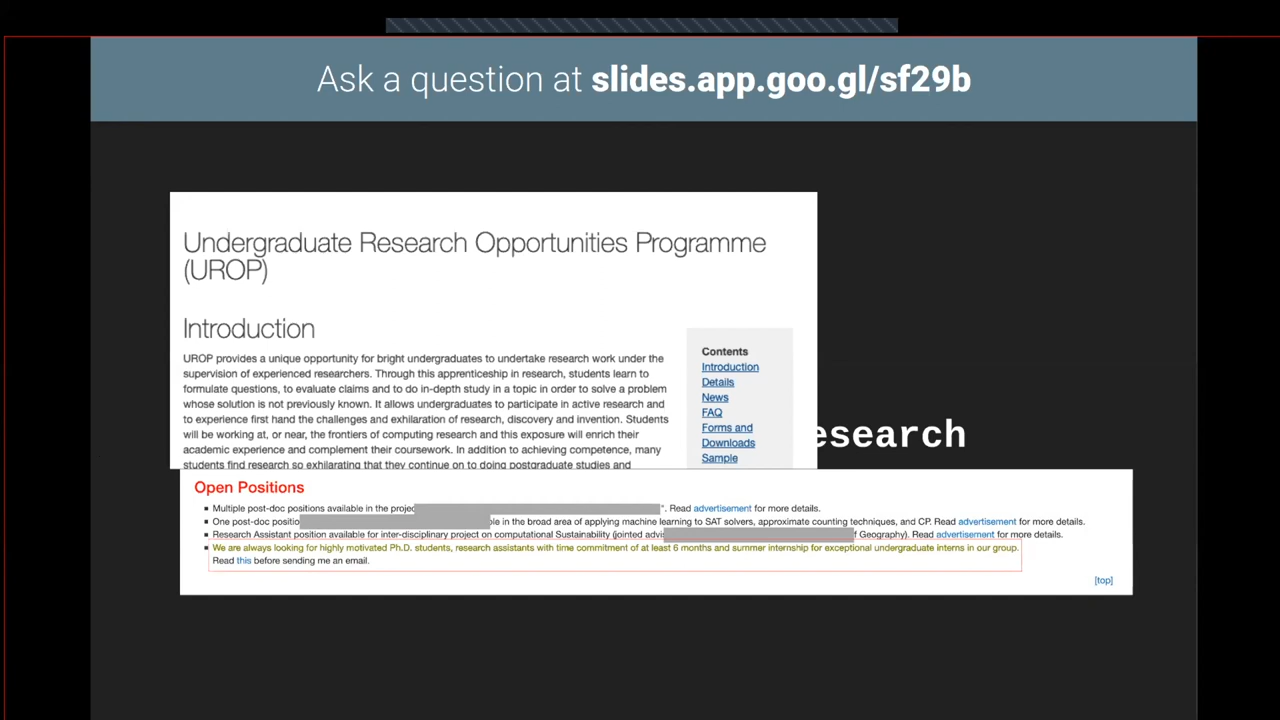 Ask a question at slides.app.goo.gl/sf29b
Undergraduate Research Opportunities Programme
(UROP)
Introduction
UROP provides a unique opportunity for bright undergraduates to undertake research work under the
supervision of experienced researchers. Through this apprenticeship in research, students learn to
formulate questions, to evaluate claims and to do in-depth study in a topic in order to solve a problem
whose solution is not previously known. It allows undergraduates to participate in active research and
to experience first hand the challenges and exhilaration of research, discovery and invention. Students
will be working at, or near, the frontiers of computing research and this exposure will enrich their
academic experience and complement their coursework. In addition to achieving competence, many
students find research so exhilarating that they continue on to doing postgraduate studies and
Contents
Introduction
Details
News
FAQ
Forms and
Downloads
Sample
esearch
Open Positions
Multiple post-doc positions available in the projec ". Read advertisement for more details.
One post-doc positio le in the broad area of applying machine learning to SAT solvers, approximate counting techniques, and CP. Read advertisement for more details.
Research Assistant position available for inter-disciplinary project on computational Sustainability (jointed advi f Geography). Read advertisement for more details.
We are always looking for highly motivated Ph.D. students, research assistants with time commitment of at least 6 months and summer internship for exceptional undergraduate interns in our group.
Read this before sending me an email.
[top]